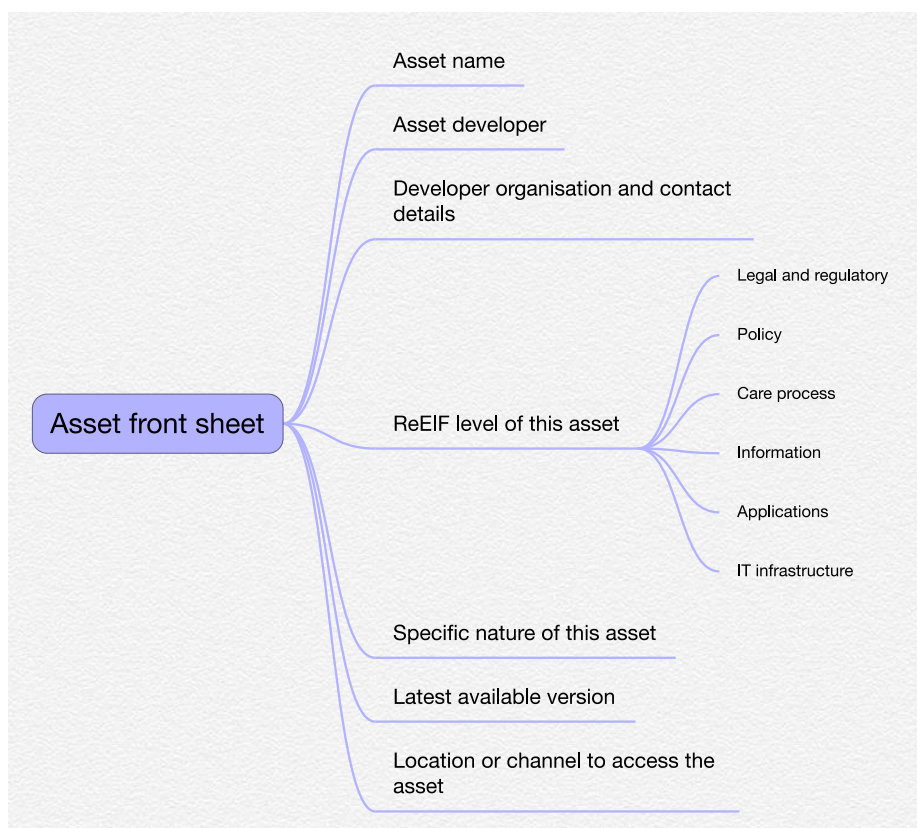 Asset name
Asset developer
Developer organisation and contact
details
Legal and regulatory
Policy
Care process
Asset front sheet
ReEIF level of this asset
Information
Applications
IT infrastructure
Specific nature of this asset
Latest available version
Location or channel to access the
asset